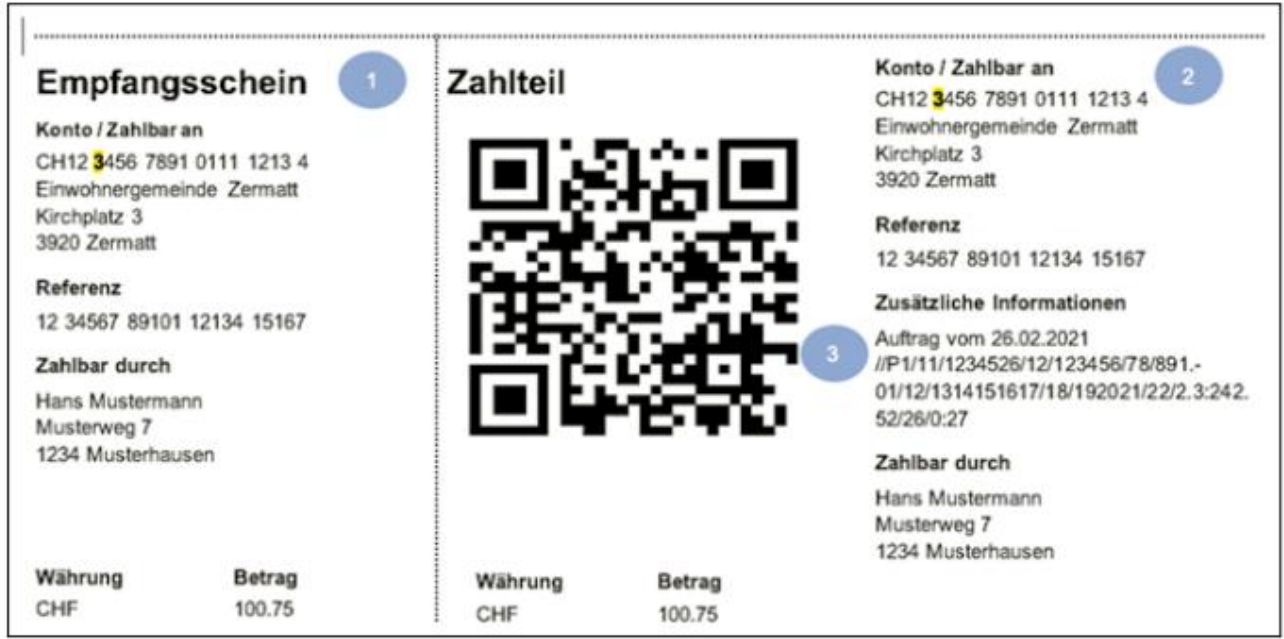 Empfangsschein
1
Konto / Zahlbar an
CH12 3456 7891 0111 1213 4
Einwohnergemeinde Zermatt
Kirchplatz 3
3920 Zermatt
Referenz
12 34567 89101 12134 15167
Zahlbar durch
Hans Mustermann
Musterweg 7
1234 Musterhausen
Währung Betrag
CHF 100.75
Zahlteil
3
Währung Betrag
CHF 100.75
Konto / Zahlbar an
2
CH12 3456 7891 0111 1213 4
Einwohnergemeinde Zermatt
Kirchplatz 3
3920 Zermatt
Referenz
12 34567 89101 12134 15167
Zusätzliche Informationen
Auftrag vom 26.02.2021
//P1/11/1234526/12/123456/78/891.-
01/12/1314151617/18/192021/22/2.3:242.
52/26/0:27
Zahlbar durch
Hans Mustermann
Musterweg 7
1234 Musterhausen